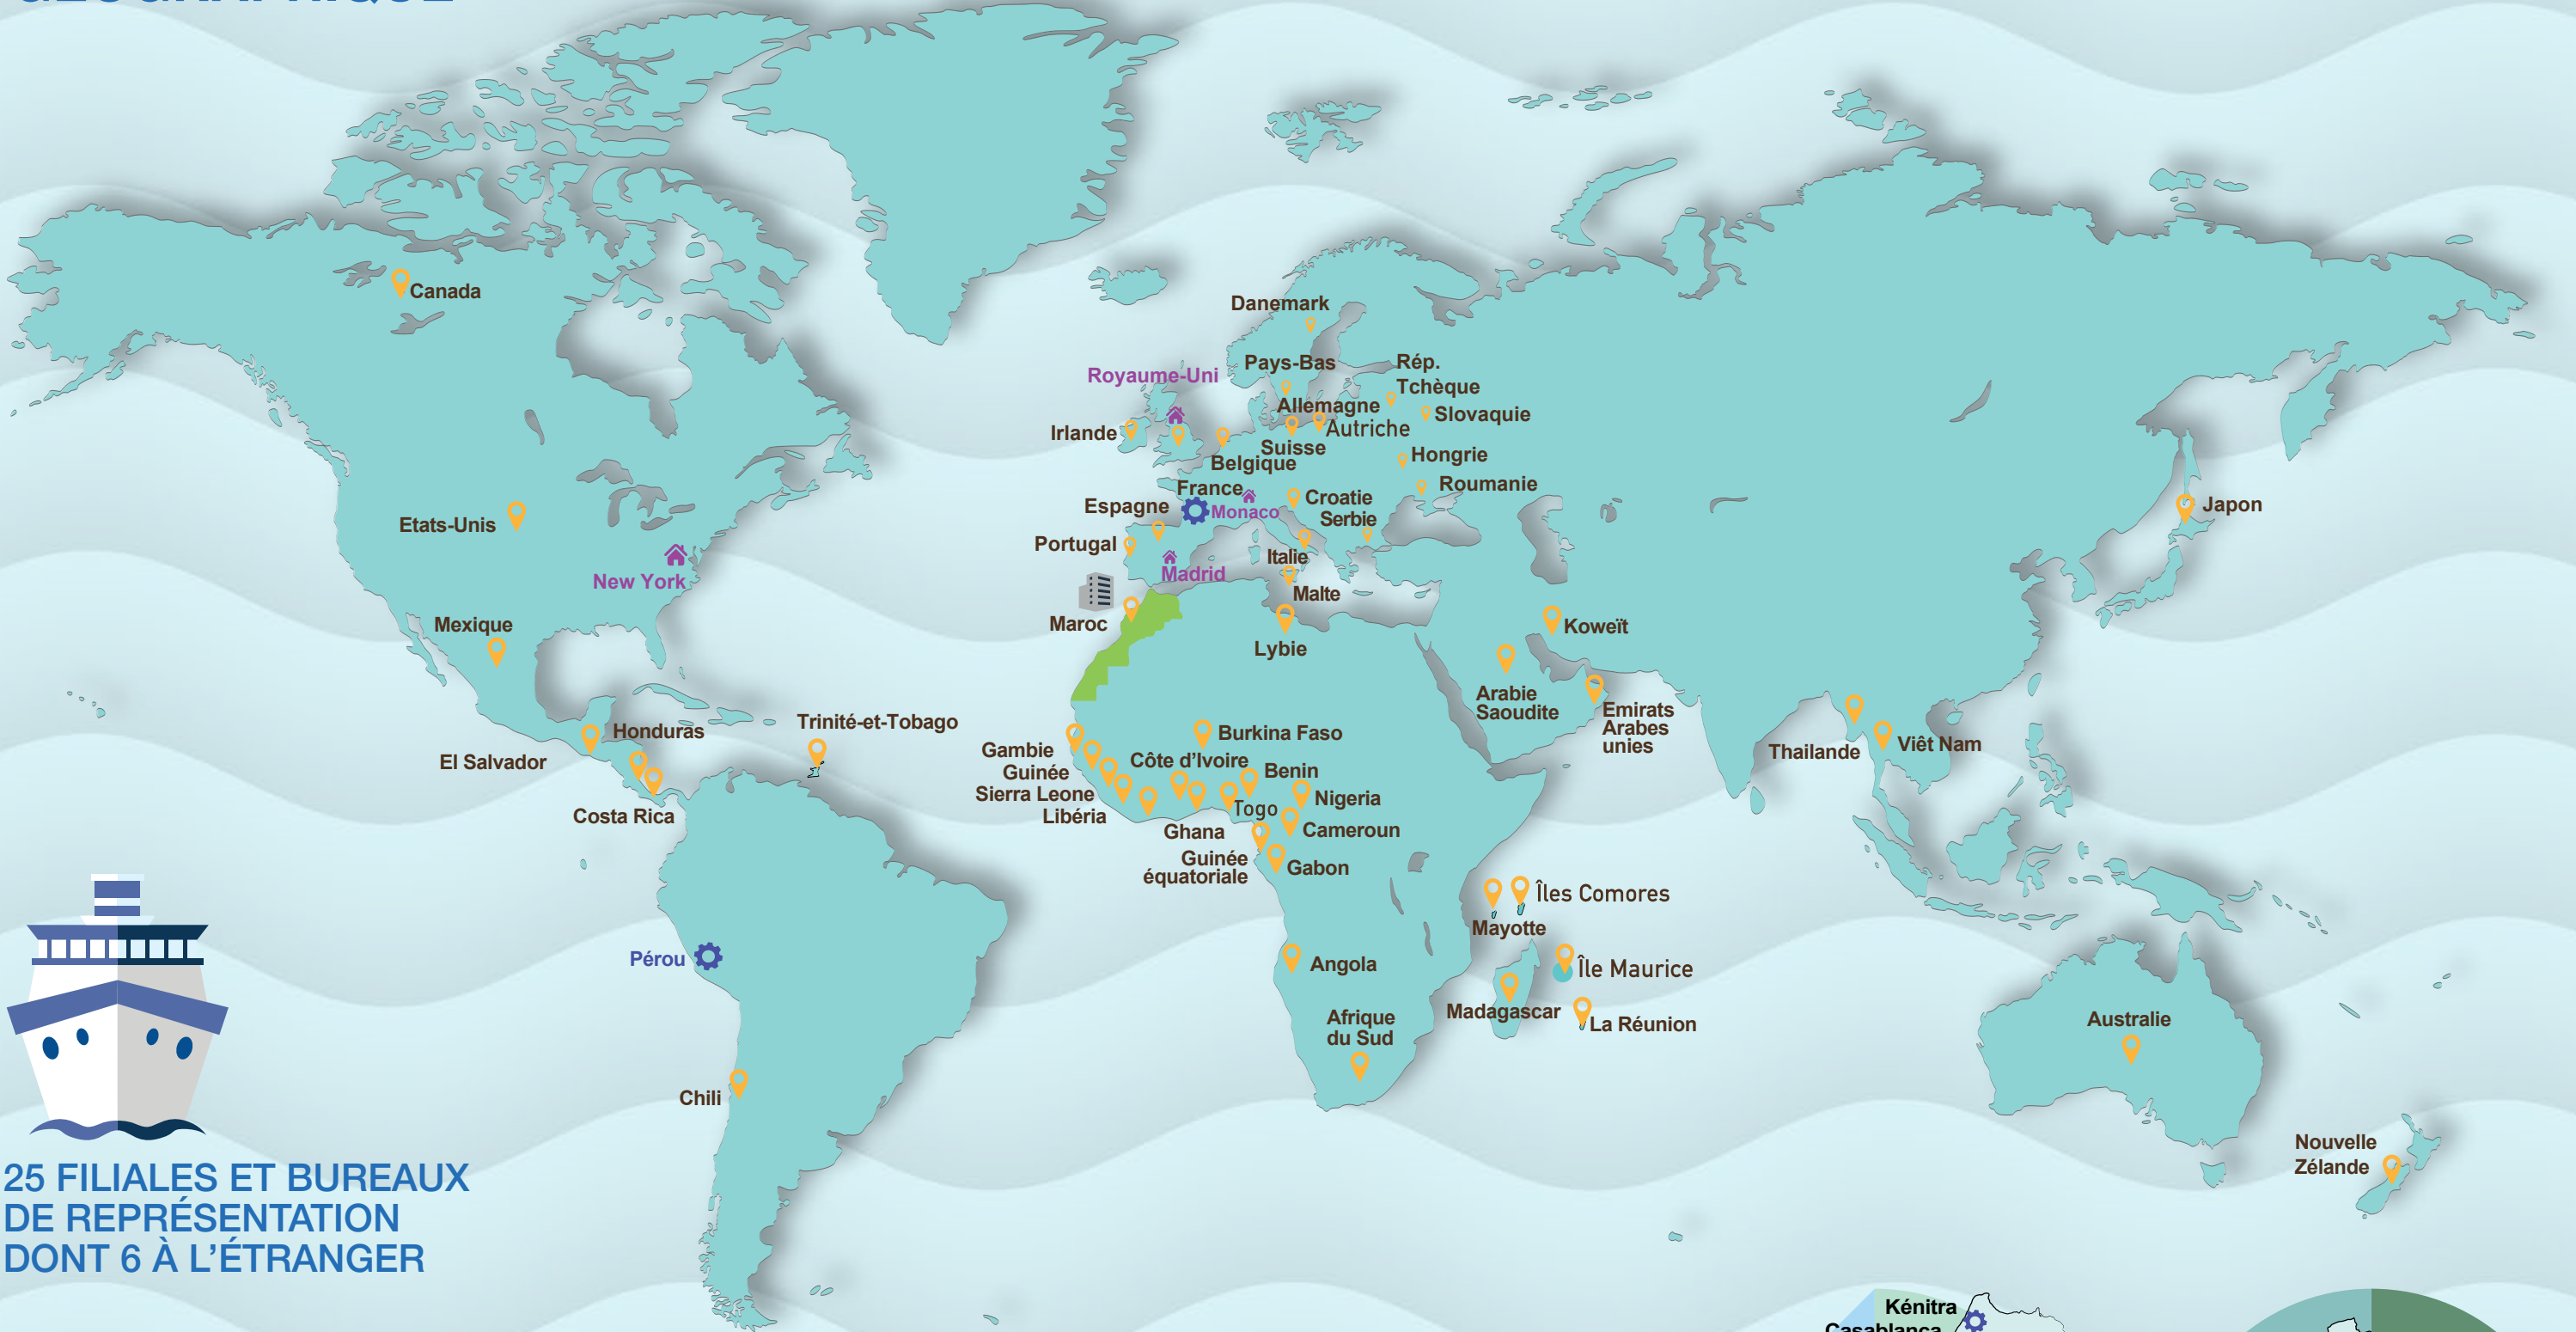 GÉOGRAPHIQUE
Canada
Danemark
Pays-Bas
Rép.
Tchèque
Royaume-Uni
Allemagne
Slovaquie
Irlande
Autriche
Suisse
Belgique
Hongrie
Roumanie
France
Croatie
Espagne
Monaco
Serbie
Japon
Etats-Unis
Portugal
Italie
Madrid
New York
Malte
Maroc
Mexique
Koweït
Lybie
Arabie
Saoudite
Emirats
Arabes
unies
Trinité-et-Tobago
Honduras
El Salvador
Burkina Faso
Gambie
Côte d'Ivoire
Guinée
Benin
Sierra Leone
Nigeria
Togo
Libéria
Costa Rica
Ghana
Cameroun
Guinée
équatoriale
Gabon
Thailande
Viêt Nam
Îles Comores
Mayotte
Pérou
Angola
Île Maurice
Madagascar
La Réunion
Afrique
du Sud
Australie
Chili
Nouvelle
Zélande
25 FILIALES ET BUREAUX
DE REPRÉSENTATION
DONT 6 À L'ÉTRANGER
Kénitra
Casablanca